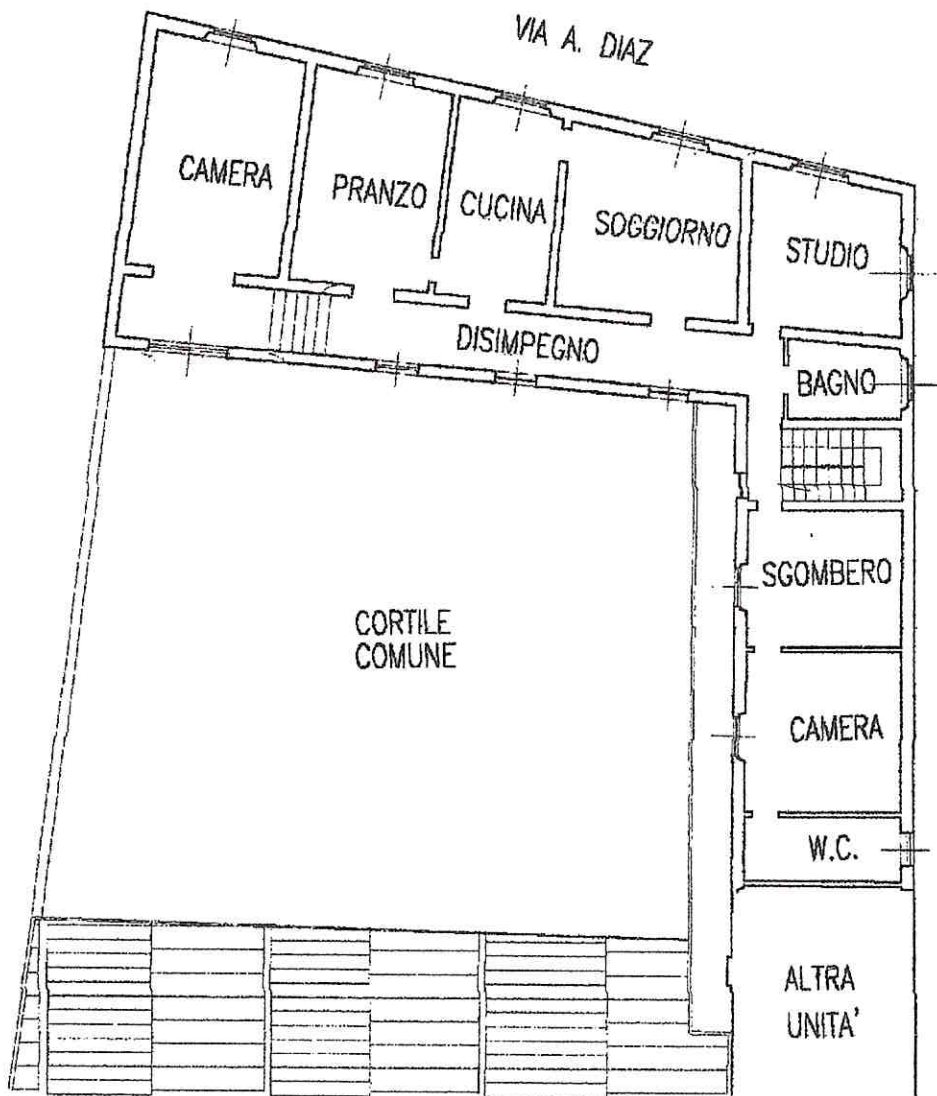 VIA A. DIAZ
CAMERA
PRANZO
CUCINA
SOGGIORNO
STUDIO
DISIMPEGNO
BAGNO
SGOMBERO
CORTILE
COMUNE
CAMERA
W.C.
ALTRA
UNITA'